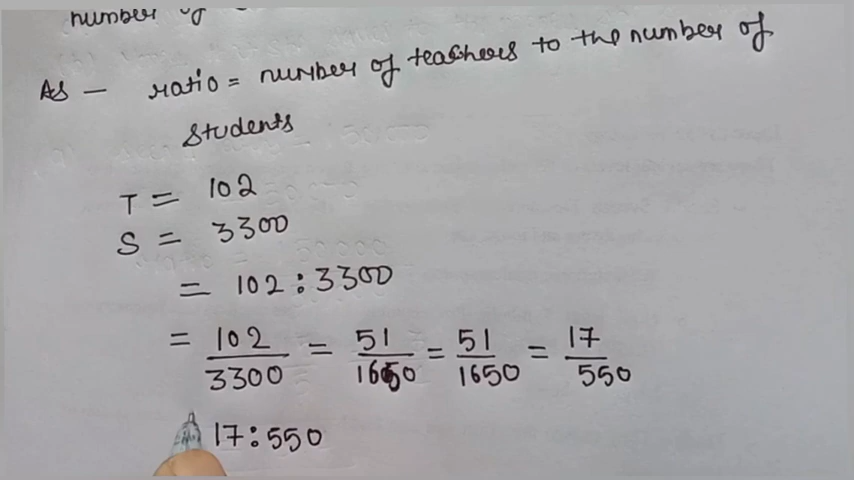 number of
As - ratio = number of teachers to the number of
students
T = 102
S = 3300
= 102 : 3300
= 102/3300 = 51/1650 = 51/1650 = 17/550
17 : 550